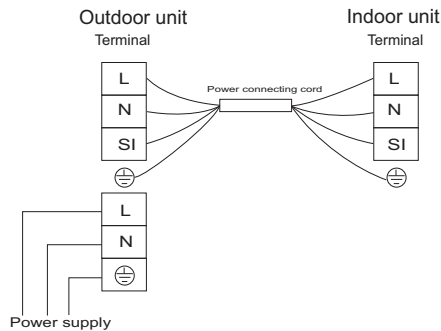 Outdoor unit
Indoor unit
Terminal
Terminal
Power connecting cord
L
L
N
N
SI
SI
L
N
Power supply